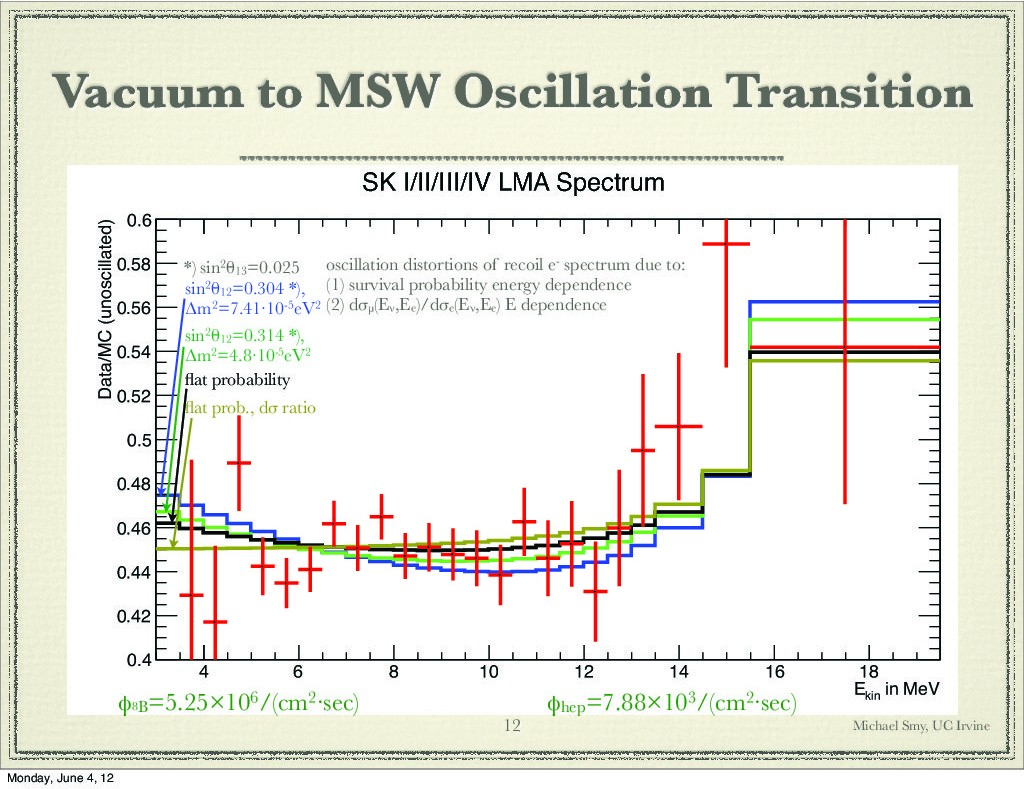 Vacuum to MSW Oscillation Transition
SK I/II/III/IV LMA Spectrum
Data/MC (unoscillated)
0.6
0.58
0.56
0.54
0.52
0.5
0.48
0.46
0.44
0.42
0.4
*) sin²θ₁₃=0.025
sin²θ₁₂=0.304 *),
Δm²=7.41·10⁻⁵eV²
sin²θ₁₂=0.314 *),
Δm²=4.8·10⁻⁵eV²
flat probability
flat prob., dσ ratio
oscillation distortions of recoil e⁻ spectrum due to:
(1) survival probability energy dependence
(2) dσμ(Eν,Ee)/dσe(Eν,Ee) E dependence
4 6 8 10 12 14 16 18
Ekin in MeV
ϕ8B=5.25×10⁶/(cm²·sec)
ϕhep=7.88×10³/(cm²·sec)
12
Michael Smy, UC Irvine
Monday, June 4, 12